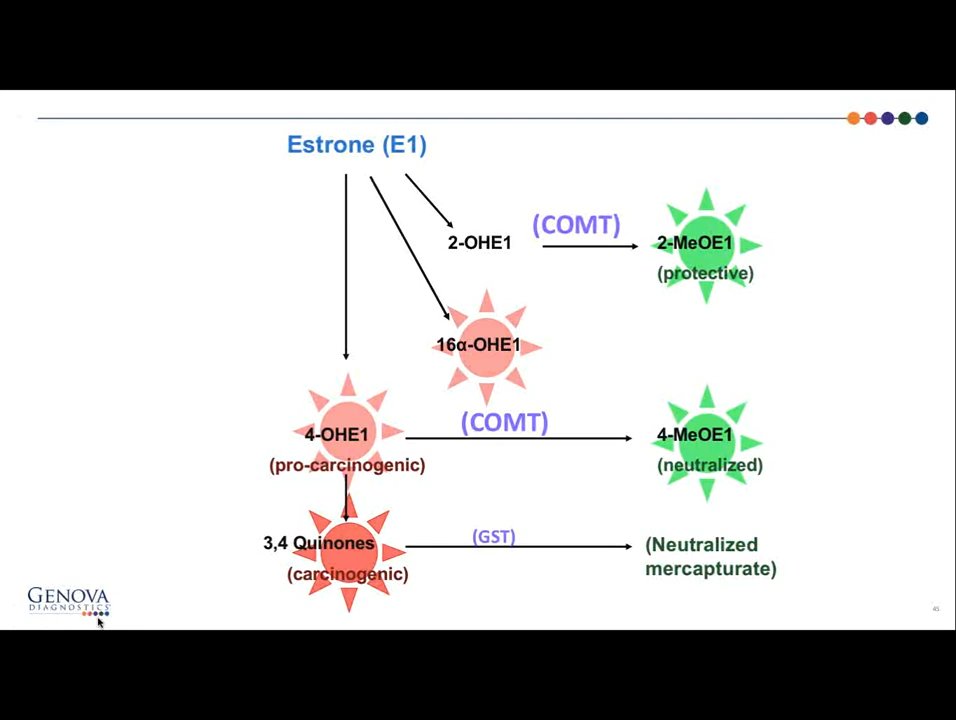 Estrone (E1)
2-OHE1
(COMT)
2-MeOE1
(protective)
16α-OHE1
4-OHE1
(pro-carcinogenic)
(COMT)
4-MeOE1
(neutralized)
3,4 Quinones
(carcinogenic)
(GST)
(Neutralized
mercapturate)
GENOVA
DIAGNOSTICS
45